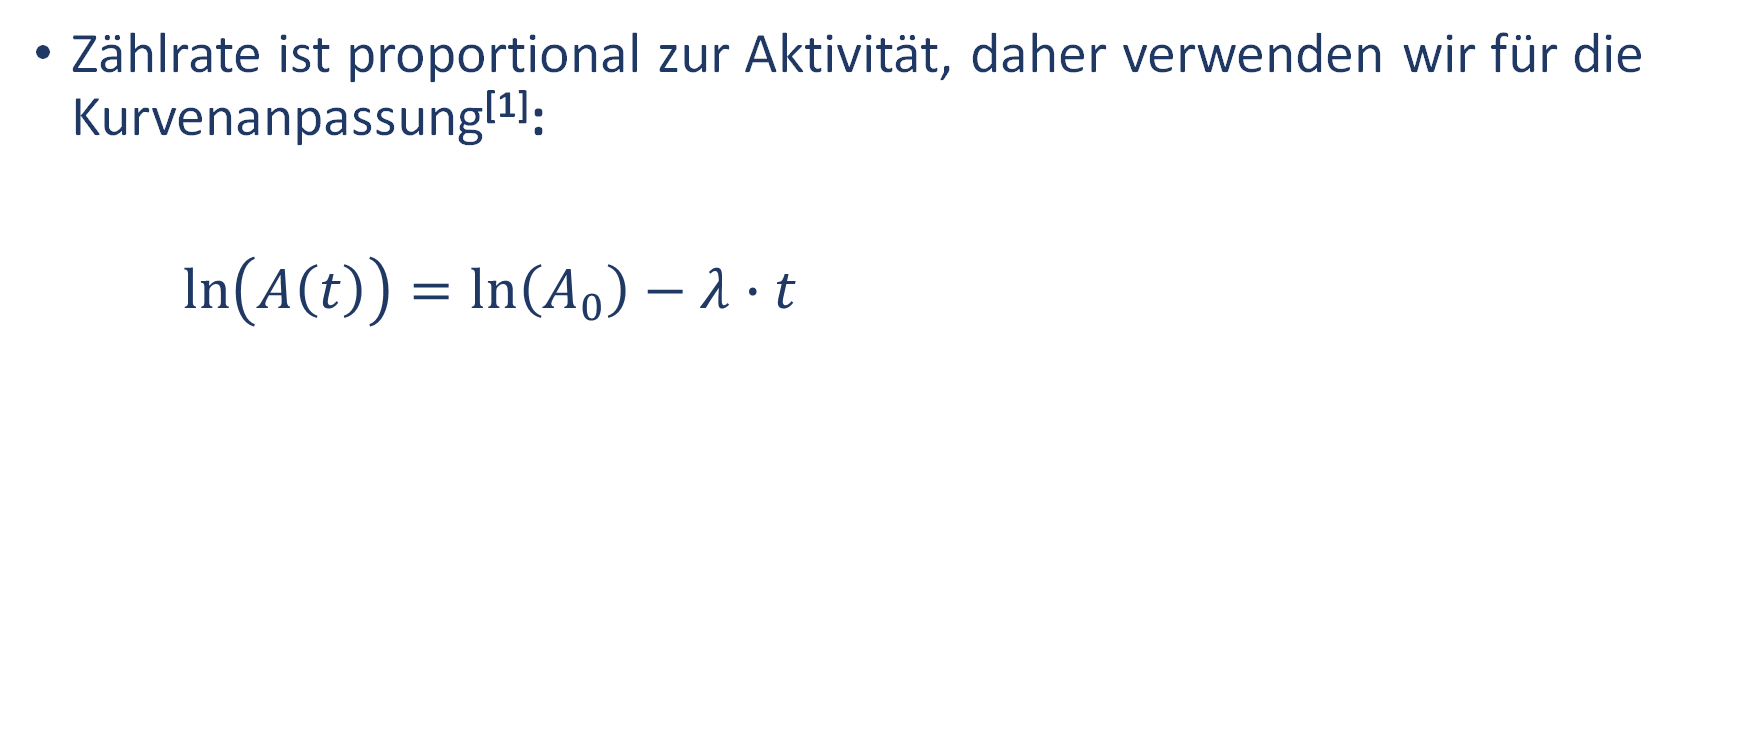 • Zählrate ist proportional zur Aktivität, daher verwenden wir für die
Kurvenanpassung[1]:
ln(A(t)) = ln(A₀) − λ · t